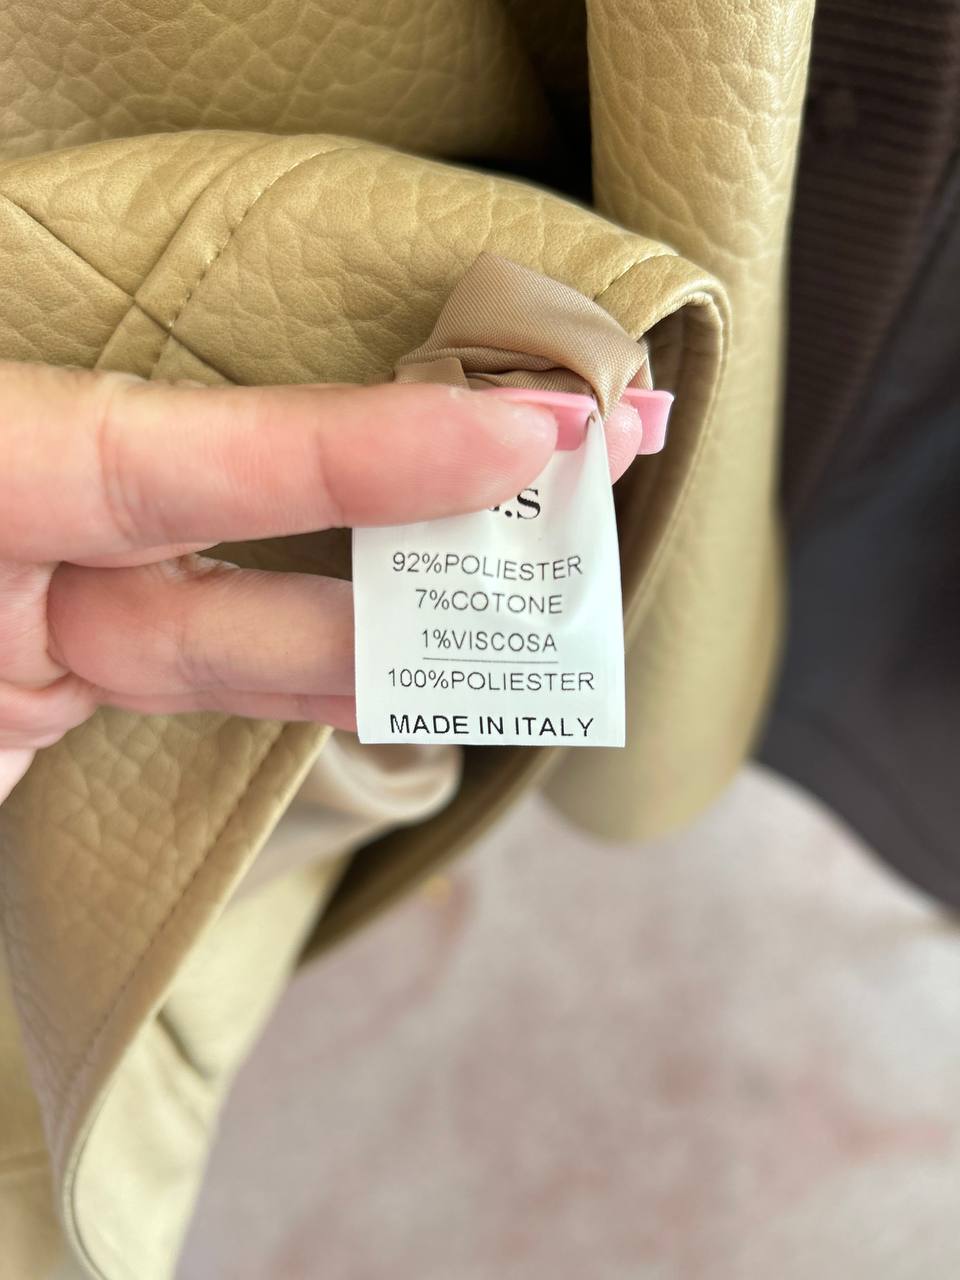 .S
92%POLIESTER
7%COTONE
1%VISCOSA
100%POLIESTER
MADE IN ITALY